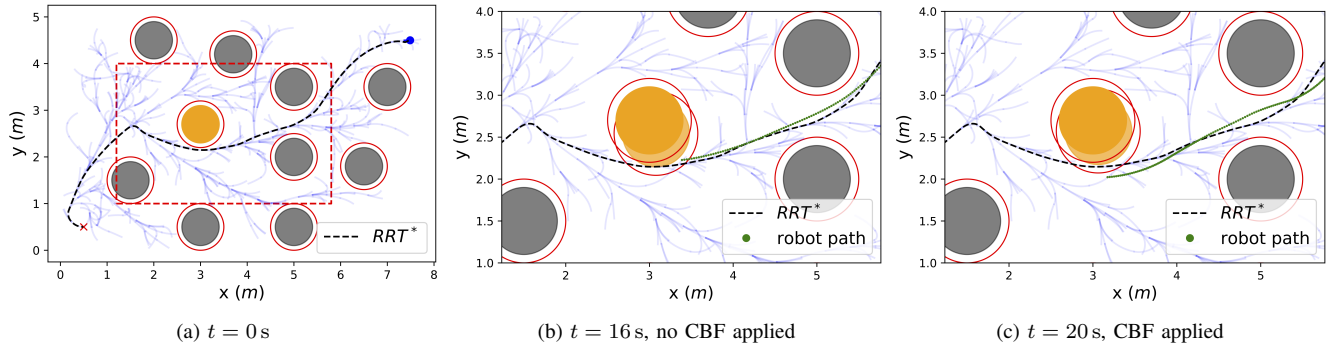 5
4
3
2
1
0
y (m)
0 1 2 3 4 5 6 7 8
x (m)
RRT*
(a) t = 0 s
4.0
3.5
3.0
2.5
2.0
1.5
1.0
y (m)
2 3 4 5
x (m)
RRT*
robot path
(b) t = 16 s, no CBF applied
4.0
3.5
3.0
2.5
2.0
1.5
1.0
y (m)
2 3 4 5
x (m)
RRT*
robot path
(c) t = 20 s, CBF applied